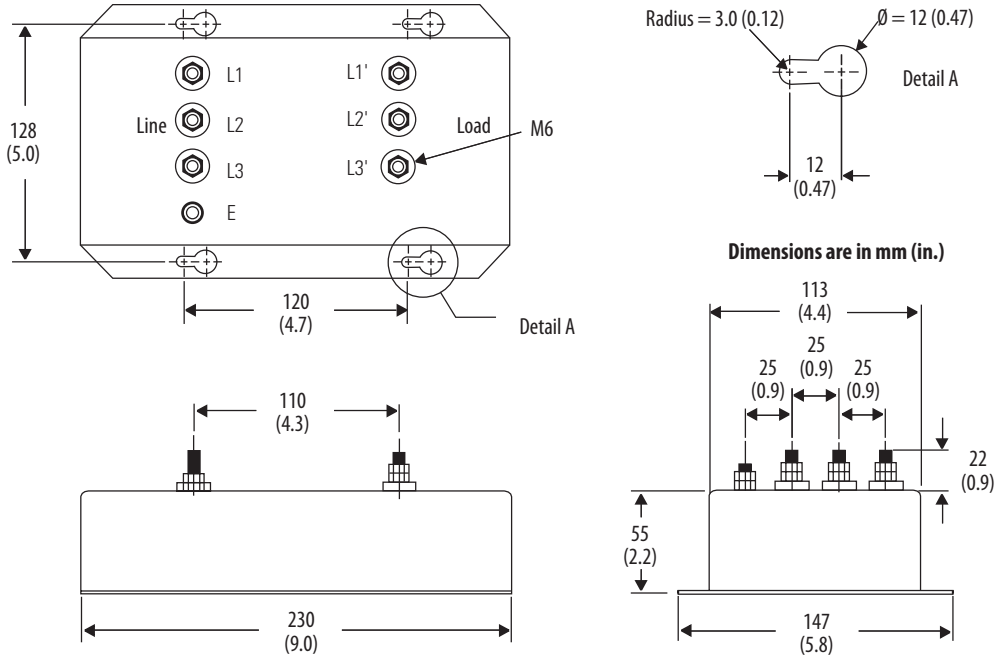 Radius = 3.0 (0.12)
Ø = 12 (0.47)
Detail A
12
(0.47)
128
(5.0)
L1
L1'
Line
L2
L2'
Load
M6
L3
L3'
E
120
(4.7)
Detail A
Dimensions are in mm (in.)
110
(4.3)
230
(9.0)
113
(4.4)
25
(0.9)
25
(0.9)
25
(0.9)
22
(0.9)
55
(2.2)
147
(5.8)